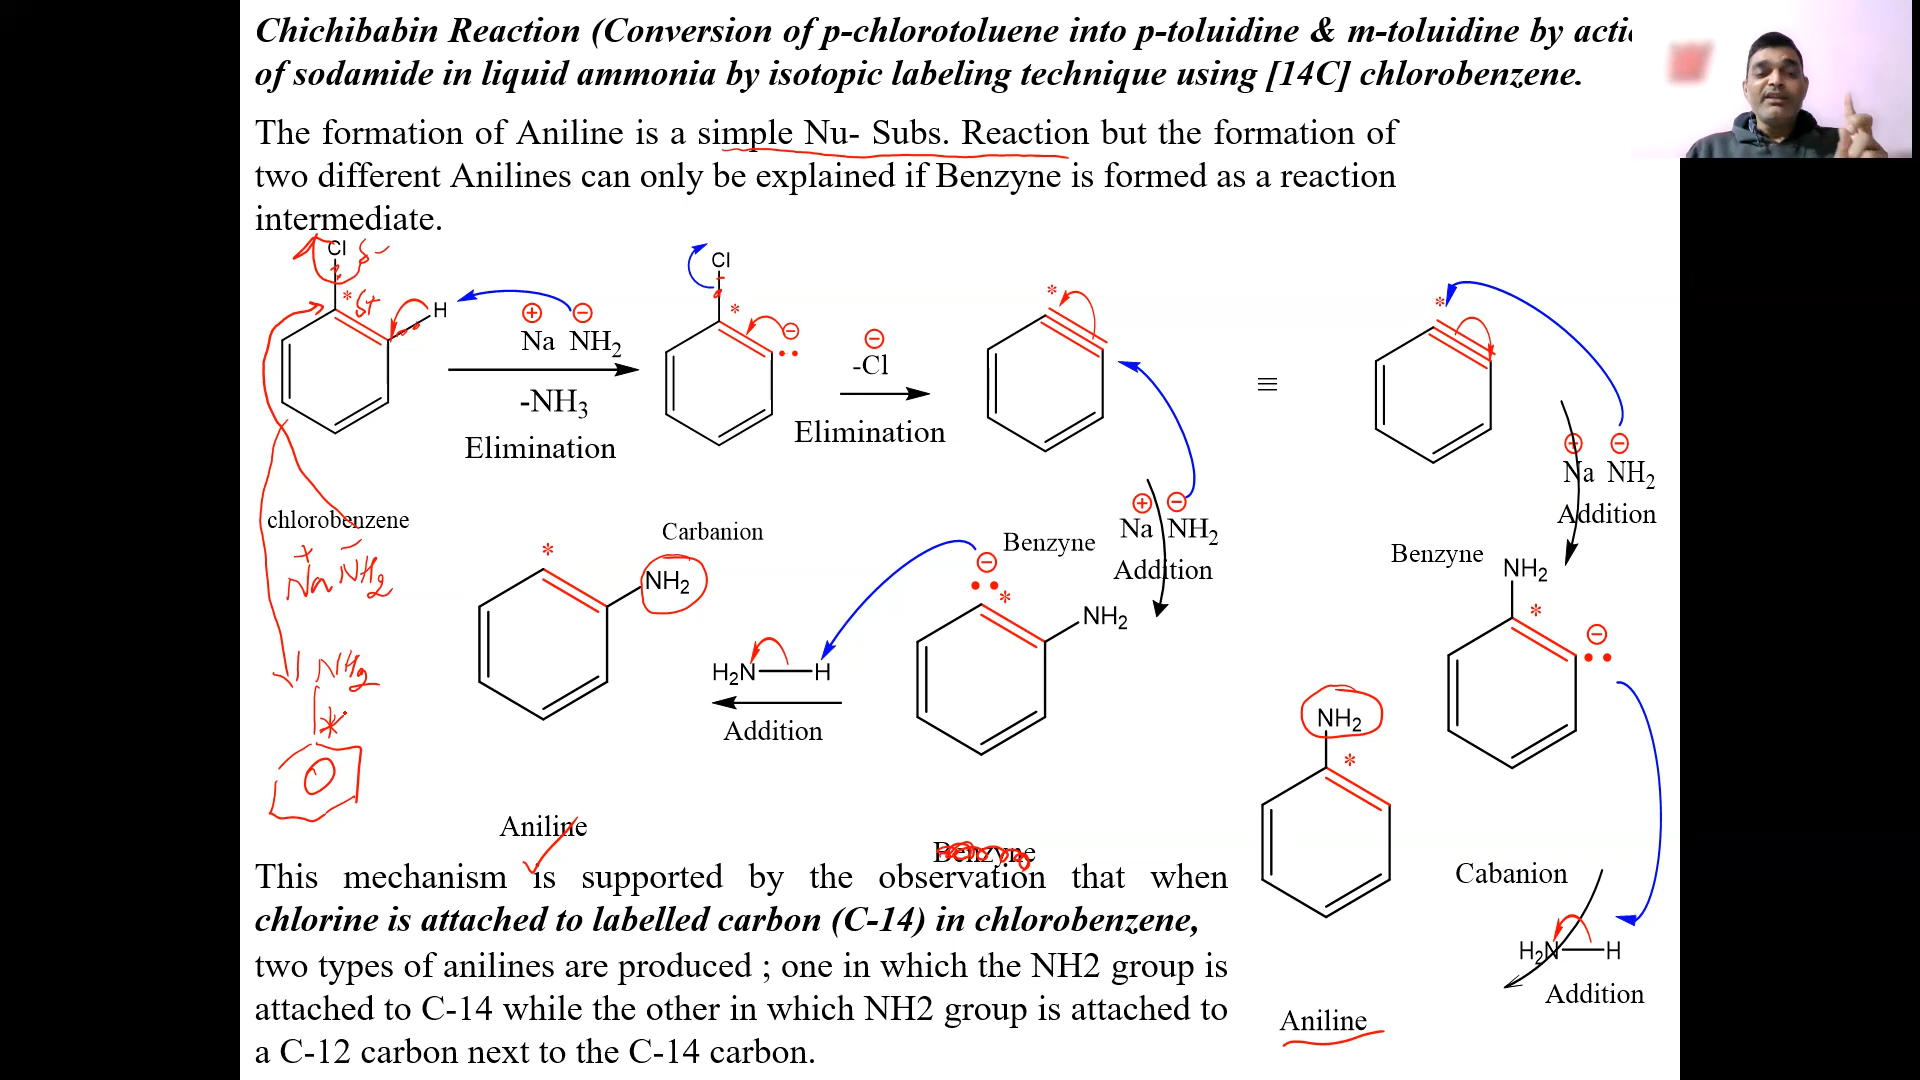 Chichibabin Reaction (Conversion of p-chlorotoluene into p-toluidine & m-toluidine by acti
of sodamide in liquid ammonia by isotopic labeling technique using [14C] chlorobenzene.
The formation of Aniline is a simple Nu- Subs. Reaction but the formation of
two different Anilines can only be explained if Benzyne is formed as a reaction
intermediate.
Cl δ-
* δ+ H
Na NH2
-NH3
Elimination
Cl
*
-Cl
Elimination
*
≡
*
Na NH2
Addition
chlorobenzene
Carbanion
Benzyne
Na NH2
Addition
Benzyne
Na NH2
NH2
*
* NH2
H2N H
Addition
* NH2
NH2
*
NH2
*
Aniline
Benzyne
Cabanion
H2N H
Addition
Aniline
This mechanism is supported by the observation that when
chlorine is attached to labelled carbon (C-14) in chlorobenzene,
two types of anilines are produced ; one in which the NH2 group is
attached to C-14 while the other in which NH2 group is attached to
a C-12 carbon next to the C-14 carbon.